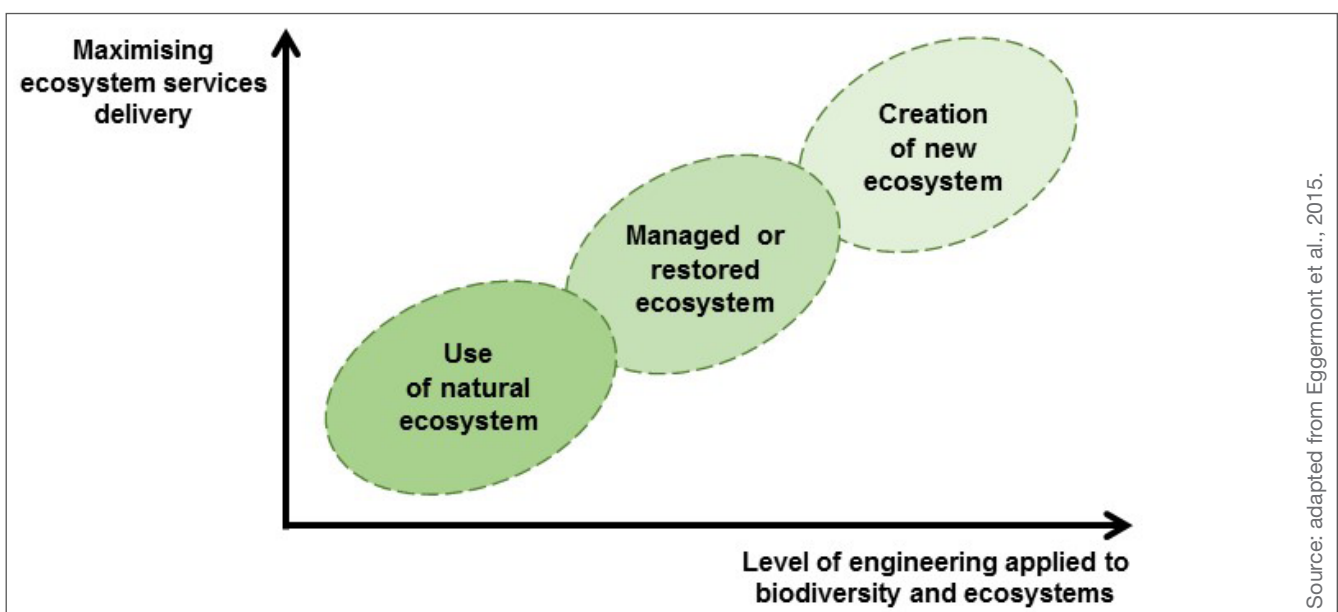 Maximising
ecosystem services
delivery
Creation
of new
ecosystem
Managed or
restored
ecosystem
Use
of natural
ecosystem
Level of engineering applied to
biodiversity and ecosystems
Source: adapted from Eggermont et al., 2015.